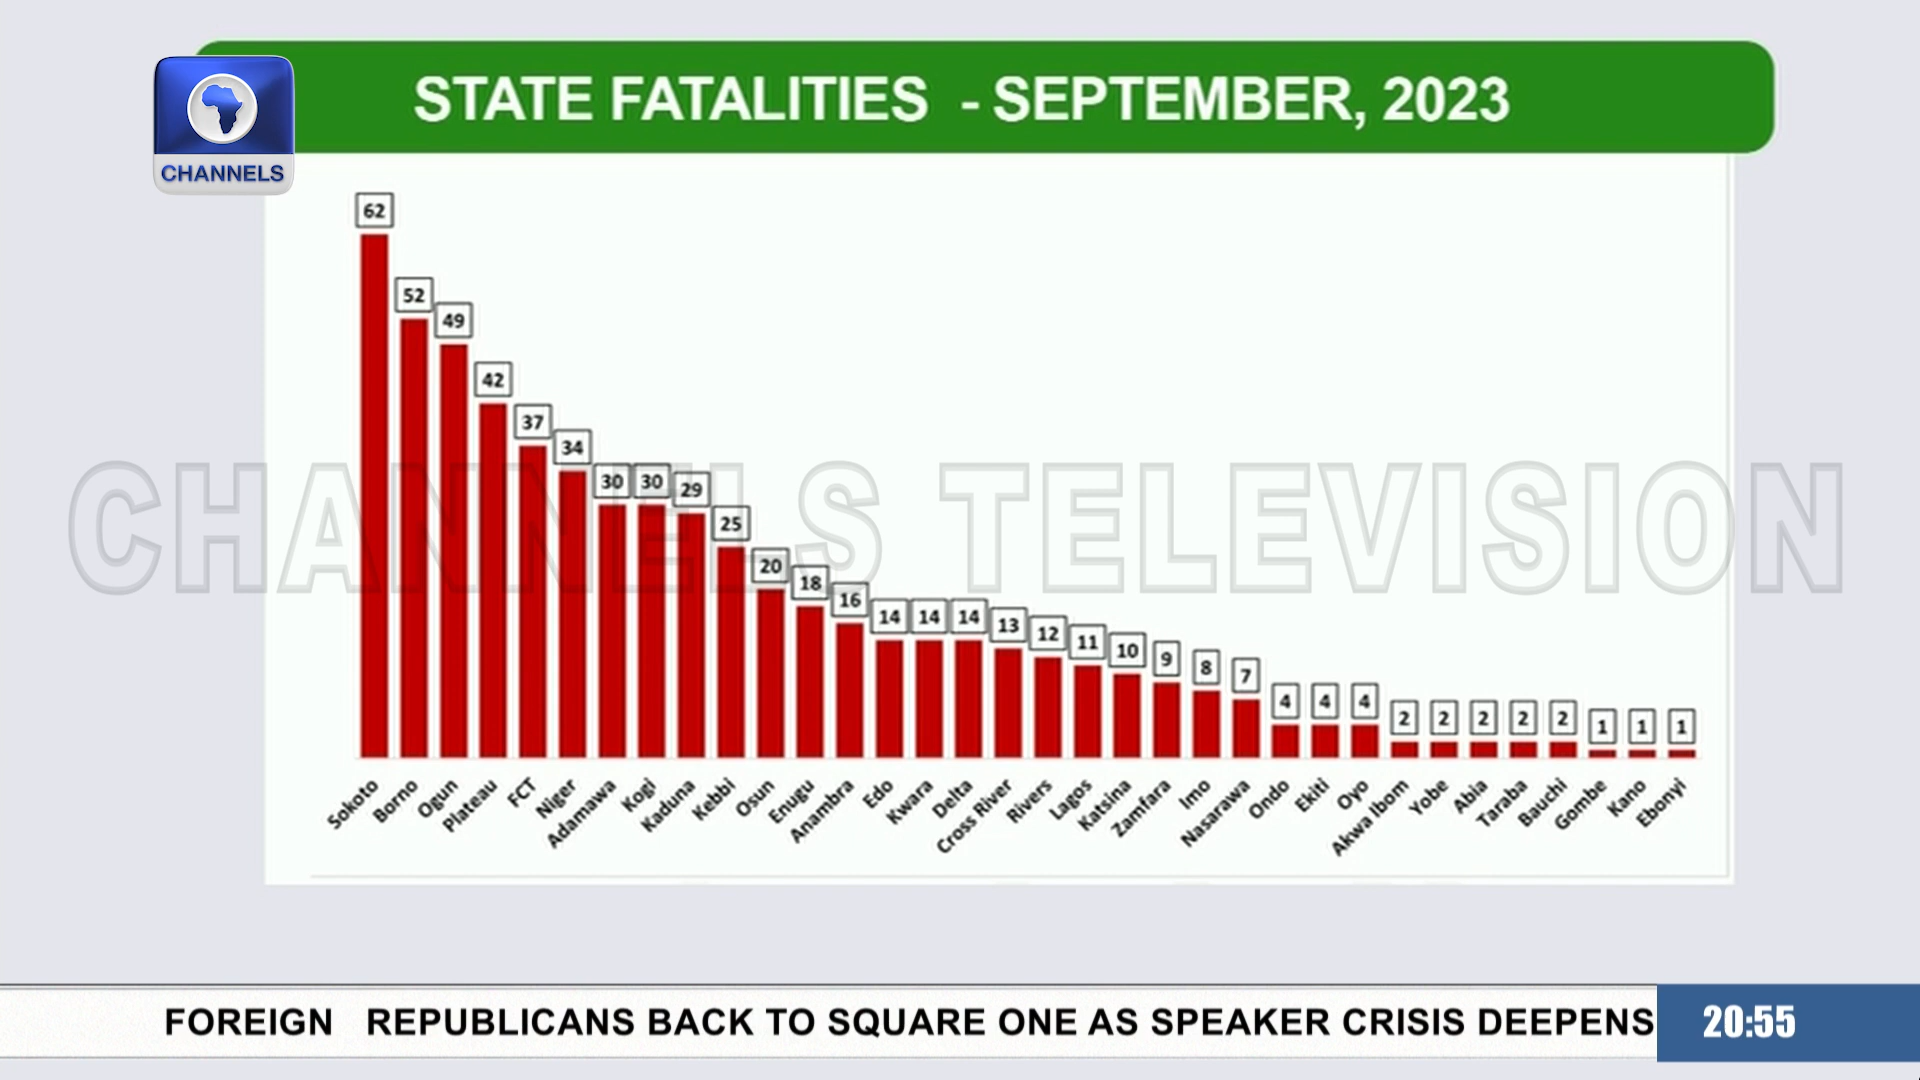 STATE FATALITIES - SEPTEMBER, 2023
CHANNELS
62
52
49
42
37
34
30
30
29
25
20
18
16
14
14
14
13
12
11
10
9
8
7
4
4
4
2
2
2
2
2
1
1
1
CHANNELS TELEVISION
Sokoto
Borno
Ogun
Plateau
FCT
Niger
Adamawa
Kogi
Kaduna
Kebbi
Osun
Enugu
Anambra
Edo
Kwara
Delta
Cross River
Rivers
Lagos
Katsina
Zamfara
Imo
Nasarawa
Ondo
Ekiti
Oyo
Akwa Ibom
Yobe
Abia
Taraba
Bauchi
Gombe
Kano
Ebonyi
FOREIGN REPUBLICANS BACK TO SQUARE ONE AS SPEAKER CRISIS DEEPENS
20:55